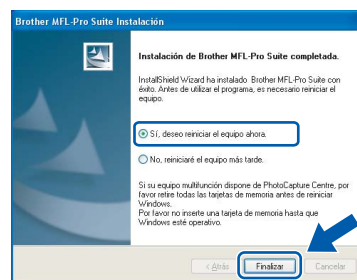 Brother MFL-Pro Suite Instalación
Instalación de Brother MFL-Pro Suite completada.
InstallShield Wizard ha instalado Brother MFL-Pro Suite con
éxito. Antes de utilizar el programa, es necesario reiniciar el
equipo.
Sí, deseo reiniciar el equipo ahora.
No, reiniciaré el equipo más tarde.
Si su equipo multifunción dispone de PhotoCapture Centre, por
favor retire todas las tarjetas de memoria antes de reiniciar
Windows.
Por favor no inserte una tarjeta de memoria hasta que
Windows esté operativo.
< Atrás
Finalizar
Cancelar